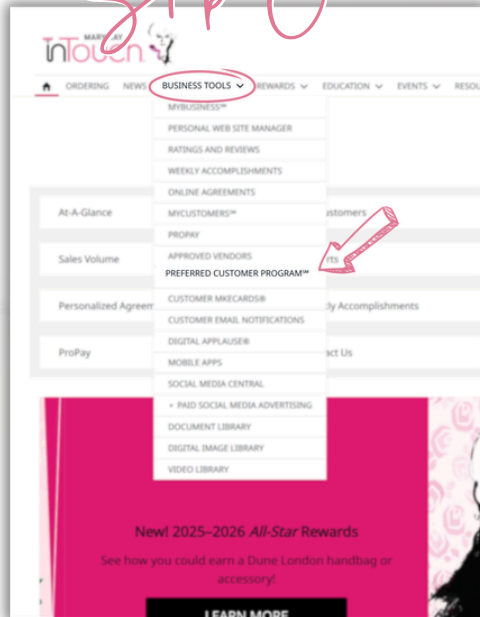 Step
MARY KAY
inTouch
ORDERING NEWS BUSINESS TOOLS REWARDS EDUCATION EVENTS RESOU
MYBUSINESS℠
PERSONAL WEB SITE MANAGER
RATINGS AND REVIEWS
WEEKLY ACCOMPLISHMENTS
ONLINE AGREEMENTS
At-A-Glance
MYCUSTOMERS℠
ustomers
PROPAY
Sales Volume
APPROVED VENDORS
rts
PREFERRED CUSTOMER PROGRAM℠
CUSTOMER MKECARDS®
Personalized Agreem
ly Accomplishments
CUSTOMER EMAIL NOTIFICATIONS
DIGITAL APPLAUSE®
ProPay
act Us
MOBILE APPS
SOCIAL MEDIA CENTRAL
• PAID SOCIAL MEDIA ADVERTISING
DOCUMENT LIBRARY
DIGITAL IMAGE LIBRARY
VIDEO LIBRARY
New! 2025–2026 All-Star Rewards
See how you could earn a Dune London handbag or
accessory!
LEARN MORE